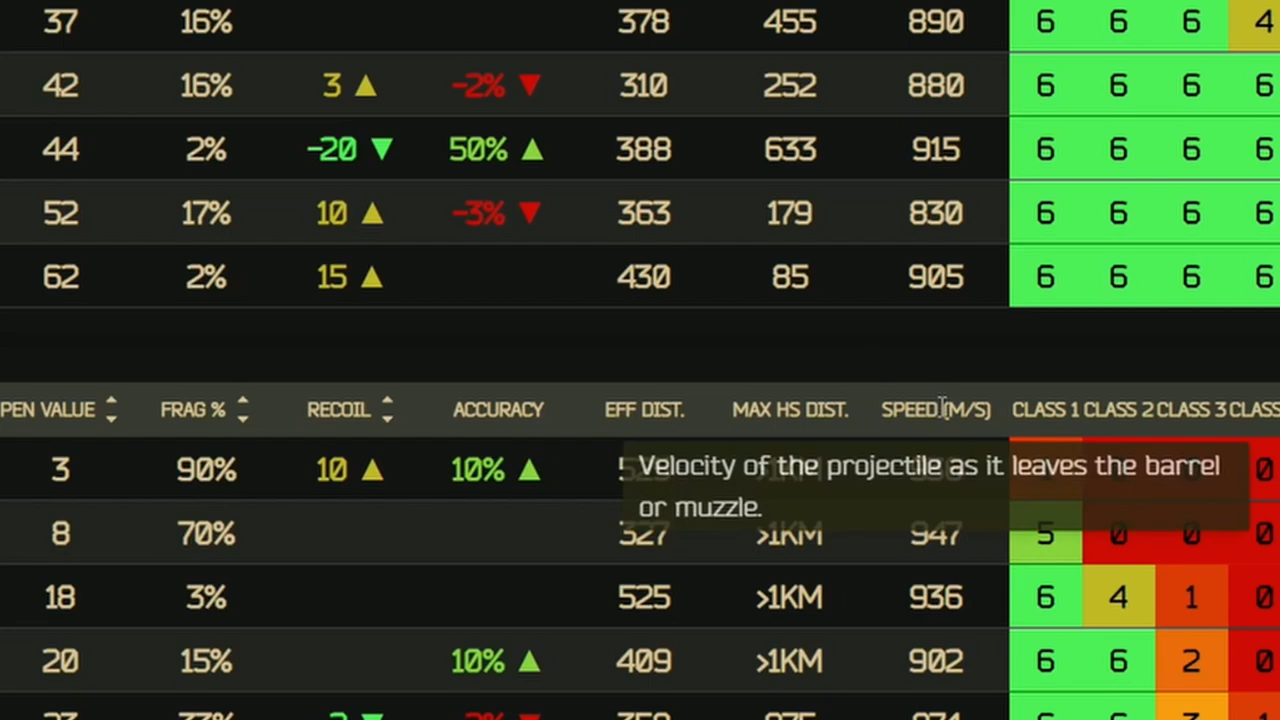 37 16% 378 455 890 6 6 6 4
42 16% 3 ▲ -2% ▼ 310 252 880 6 6 6 6
44 2% -20 ▼ 50% ▲ 388 633 915 6 6 6 6
52 17% 10 ▲ -3% ▼ 363 179 830 6 6 6 6
62 2% 15 ▲ 430 85 905 6 6 6 6
PEN VALUE FRAG % RECOIL ACCURACY EFF DIST. MAX HS DIST. SPEED (M/S) CLASS 1 CLASS 2 CLASS 3 CLASS
3 90% 10 ▲ 10% ▲ 0
Velocity of the projectile as it leaves the barrel
or muzzle.
8 70% 327 >1KM 947 5 0 0 0
18 3% 525 >1KM 936 6 4 1 0
20 15% 10% ▲ 409 >1KM 902 6 6 2 0